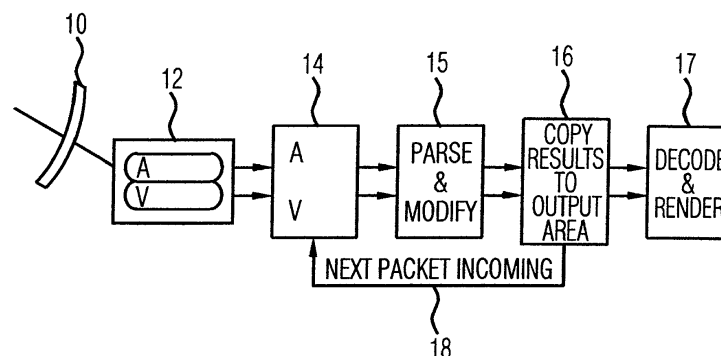 10
12
14
15
16
17
A
V
A
V
PARSE
&
MODIFY
COPY
RESULTS
TO
OUTPUT
AREA
DECODE
&
RENDER
NEXT PACKET INCOMING
18